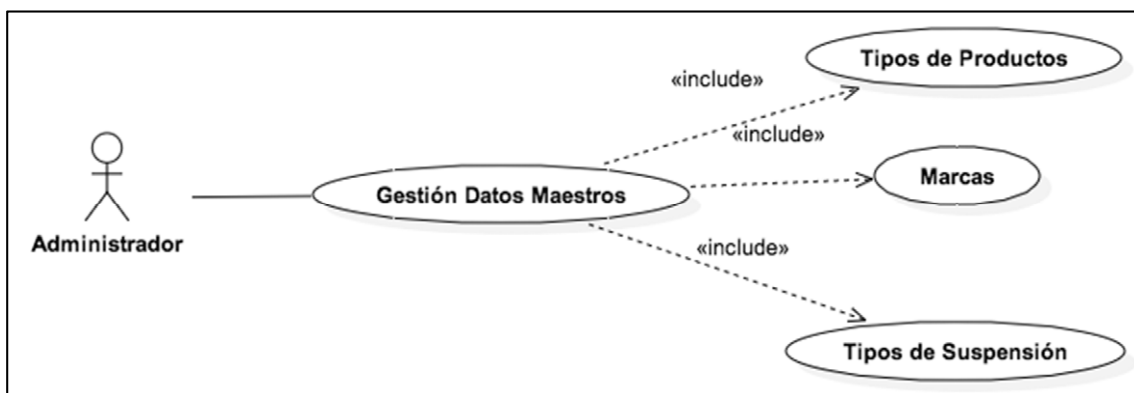 Tipos de Productos
«include»
«include»
Marcas
Gestión Datos Maestros
Administrador
«include»
Tipos de Suspensión